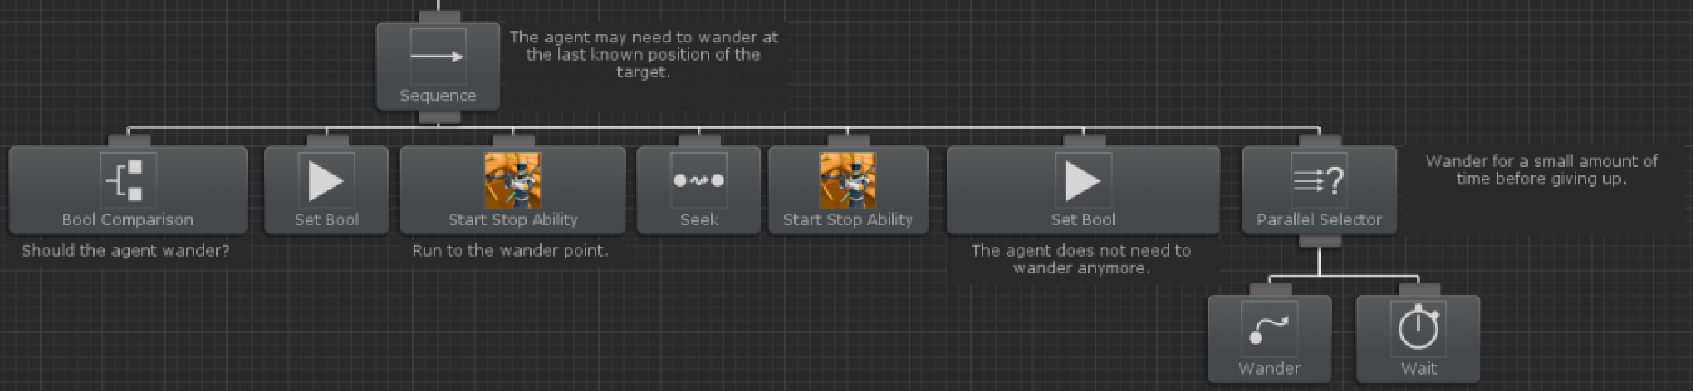 The agent may need to wander at
the last known position of the
target.
Sequence
Bool Comparison
Set Bool
Start Stop Ability
Seek
Start Stop Ability
Set Bool
Parallel Selector
Wander for a small amount of
time before giving up.
Should the agent wander?
Run to the wander point.
The agent does not need to
wander anymore.
Wander
Wait